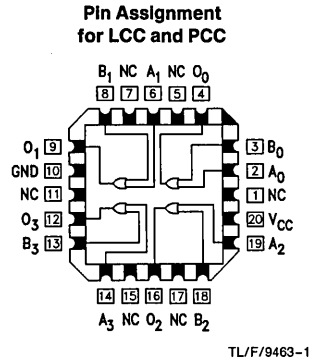 Pin Assignment
for LCC and PCC
B1 NC A1 NC O0
8 7 6 5 4
O1 9 3 B0
GND 10 2 A0
NC 11 1 NC
O3 12 20 VCC
B3 13 19 A2
14 15 16 17 18
A3 NC O2 NC B2
TL/F/9463–1